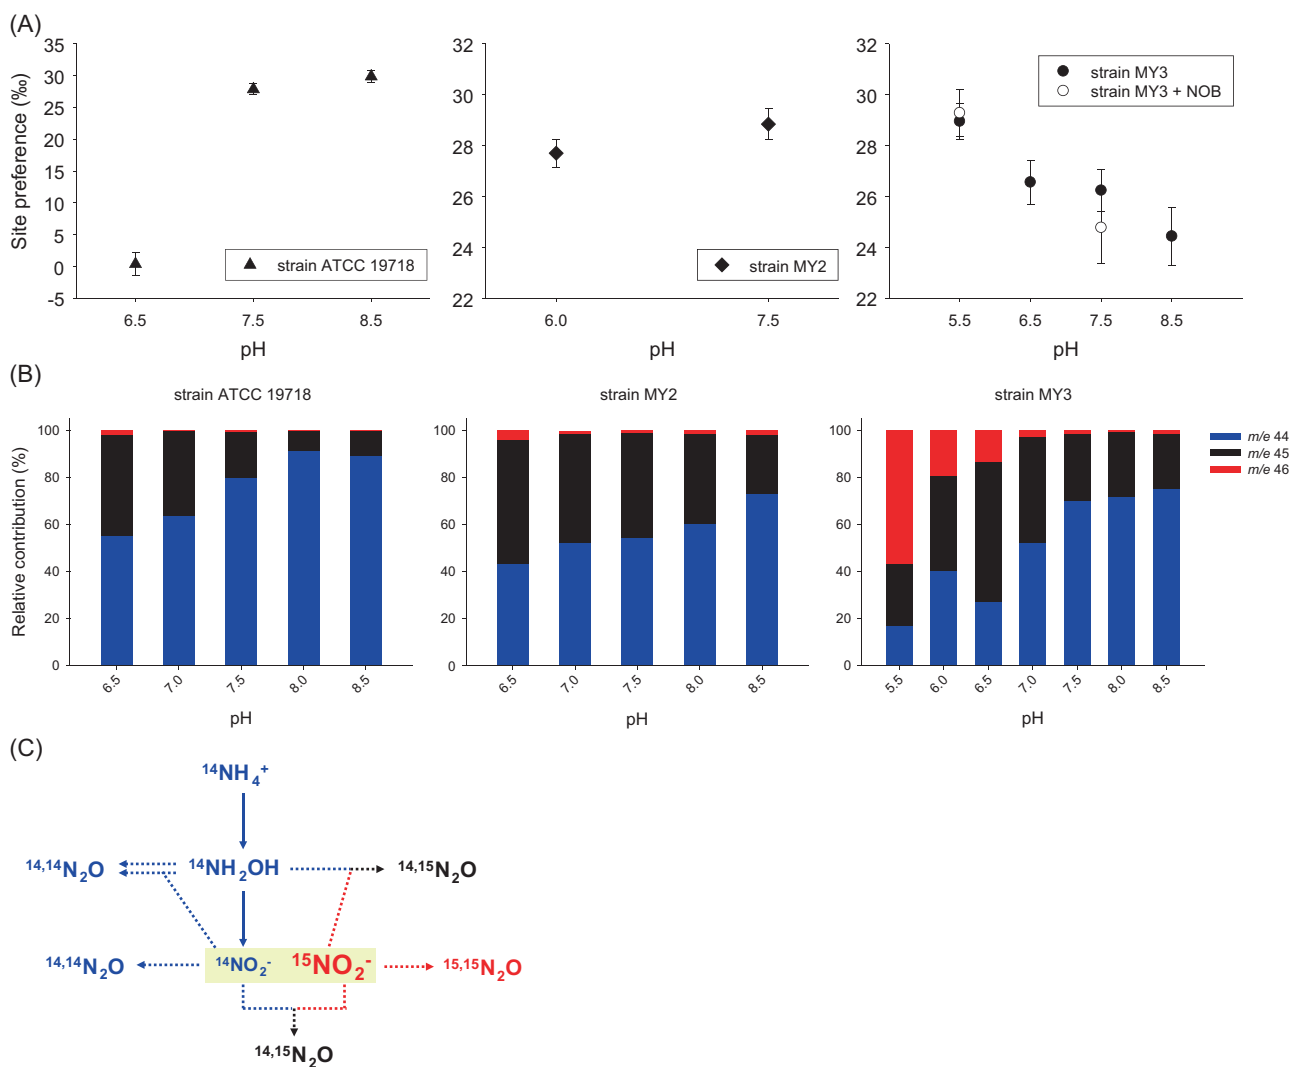 (A)
Site preference (‰)
35
30
25
20
15
10
5
0
-5
6.5
7.5
8.5
pH
strain ATCC 19718
32
30
28
26
24
22
6.0
7.5
pH
strain MY2
32
30
28
26
24
22
5.5
6.5
7.5
8.5
pH
strain MY3
strain MY3 + NOB
(B)
Relative contribution (%)
strain ATCC 19718
100
80
60
40
20
0
6.5
7.0
7.5
8.0
8.5
pH
strain MY2
100
80
60
40
20
0
6.5
7.0
7.5
8.0
8.5
pH
strain MY3
100
80
60
40
20
0
5.5
6.0
6.5
7.0
7.5
8.0
8.5
pH
m/e 44
m/e 45
m/e 46
(C)
¹⁴NH₄⁺
¹⁴,¹⁴N₂O
¹⁴NH₂OH
¹⁴,¹⁵N₂O
¹⁴,¹⁴N₂O
¹⁴NO₂⁻
¹⁵NO₂⁻
¹⁵,¹⁵N₂O
¹⁴,¹⁵N₂O